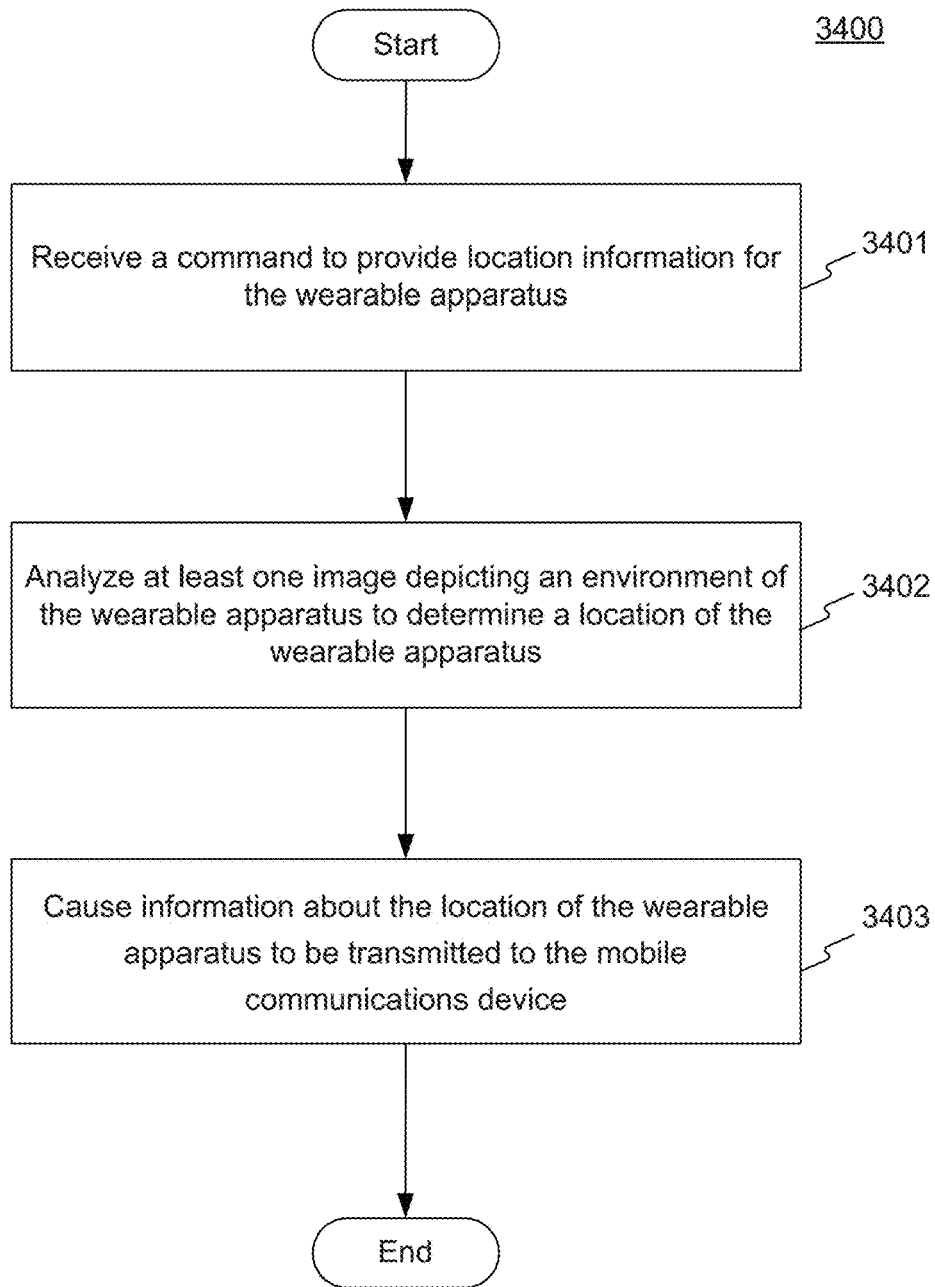 3400
Start
Receive a command to provide location information for
the wearable apparatus
3401
Analyze at least one image depicting an environment of
the wearable apparatus to determine a location of the
wearable apparatus
3402
Cause information about the location of the wearable
apparatus to be transmitted to the mobile
communications device
3403
End